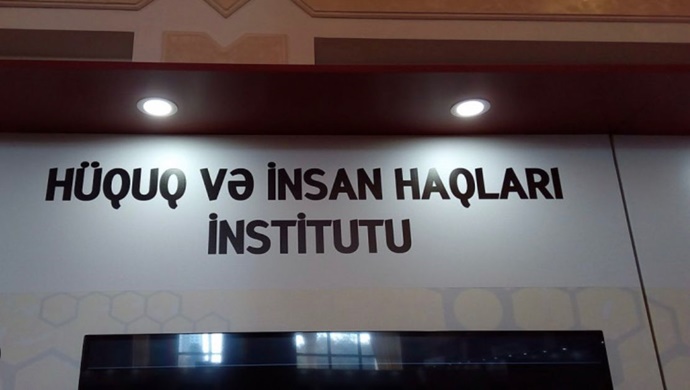 HÜQUQ VƏ İNSAN HAQLARI
İNSTİTUTU